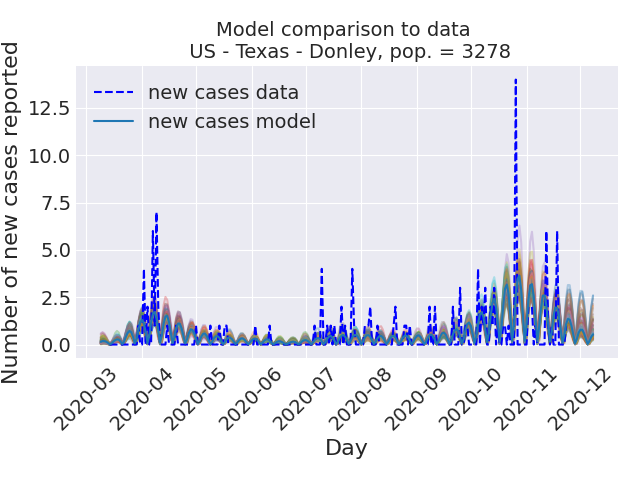 Model comparison to data
US - Texas - Donley, pop. = 3278
Number of new cases reported
12.5
10.0
7.5
5.0
2.5
0.0
new cases data
new cases model
2020-03
2020-04
2020-05
2020-06
2020-07
2020-08
2020-09
2020-10
2020-11
2020-12
Day